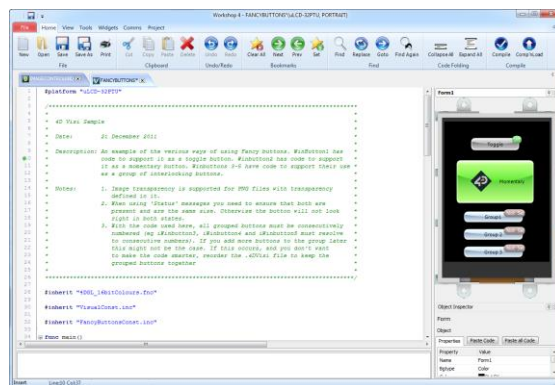 Workshop 4 - FANCYBUTTONS*(uLCD-32PTU, PORTRAIT)
File Home View Tools Widgets Comms Project
New Open Save Save As Print Cut Copy Paste Delete Undo Redo Clear All Next Prev Set Find Replace Goto Find Again Collapse All Expand All Compile Comp'nLoad
File Clipboard Undo/Redo Bookmarks Find Code Folding Compile
FANCYBUTTONS*
#platform "uLCD-32PTU"
4D Visi Sample
Date: 21 December 2011
Description: An example of the various ways of using Fancy buttons. Winbutton1 has
code to support it as a toggle button. Winbutton2 has code to support
it as a momentary button. Winbuttons 3-5 have code to support their use
as a group of interlocking buttons.
Notes: 1. Image transparency is supported for PNG files with transparency
defined in it.
2. When using 'Status' messages you need to ensure that both are
present and are the same size. Otherwise the button will not look
right in both states.
3. With the code used here, all grouped buttons must be consecutively
numbered (eg iWinbutton3, iWinbutton4 and iWinbutton5 must resolve
to consecutive numbers). If you add more buttons to the group later
this might not be the case. If this occurs, and you don't want
to make the code smarter, reorder the .4DVisi file to keep the
grouped buttons together
#inherit "4DGL_16bitColours.fnc"
#inherit "VisualConst.inc"
#inherit "FancyButtonsConst.inc"
func main()
Form1
Toggle
Momentary
Group 1
Group 2
Group 3
Object Inspector
Form
Object
Properties Paste Code Paste all Code
Property Value
Name Form1
Bgtype Color
Insert Line:10 Col:37